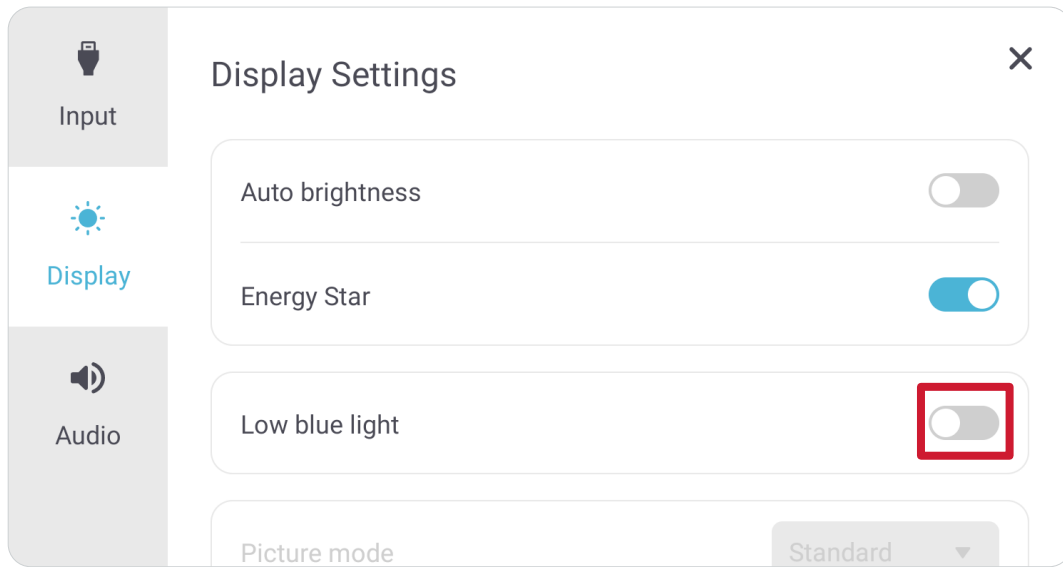 Input
Display
Audio
Display Settings
Auto brightness
Energy Star
Low blue light
Picture mode
Standard